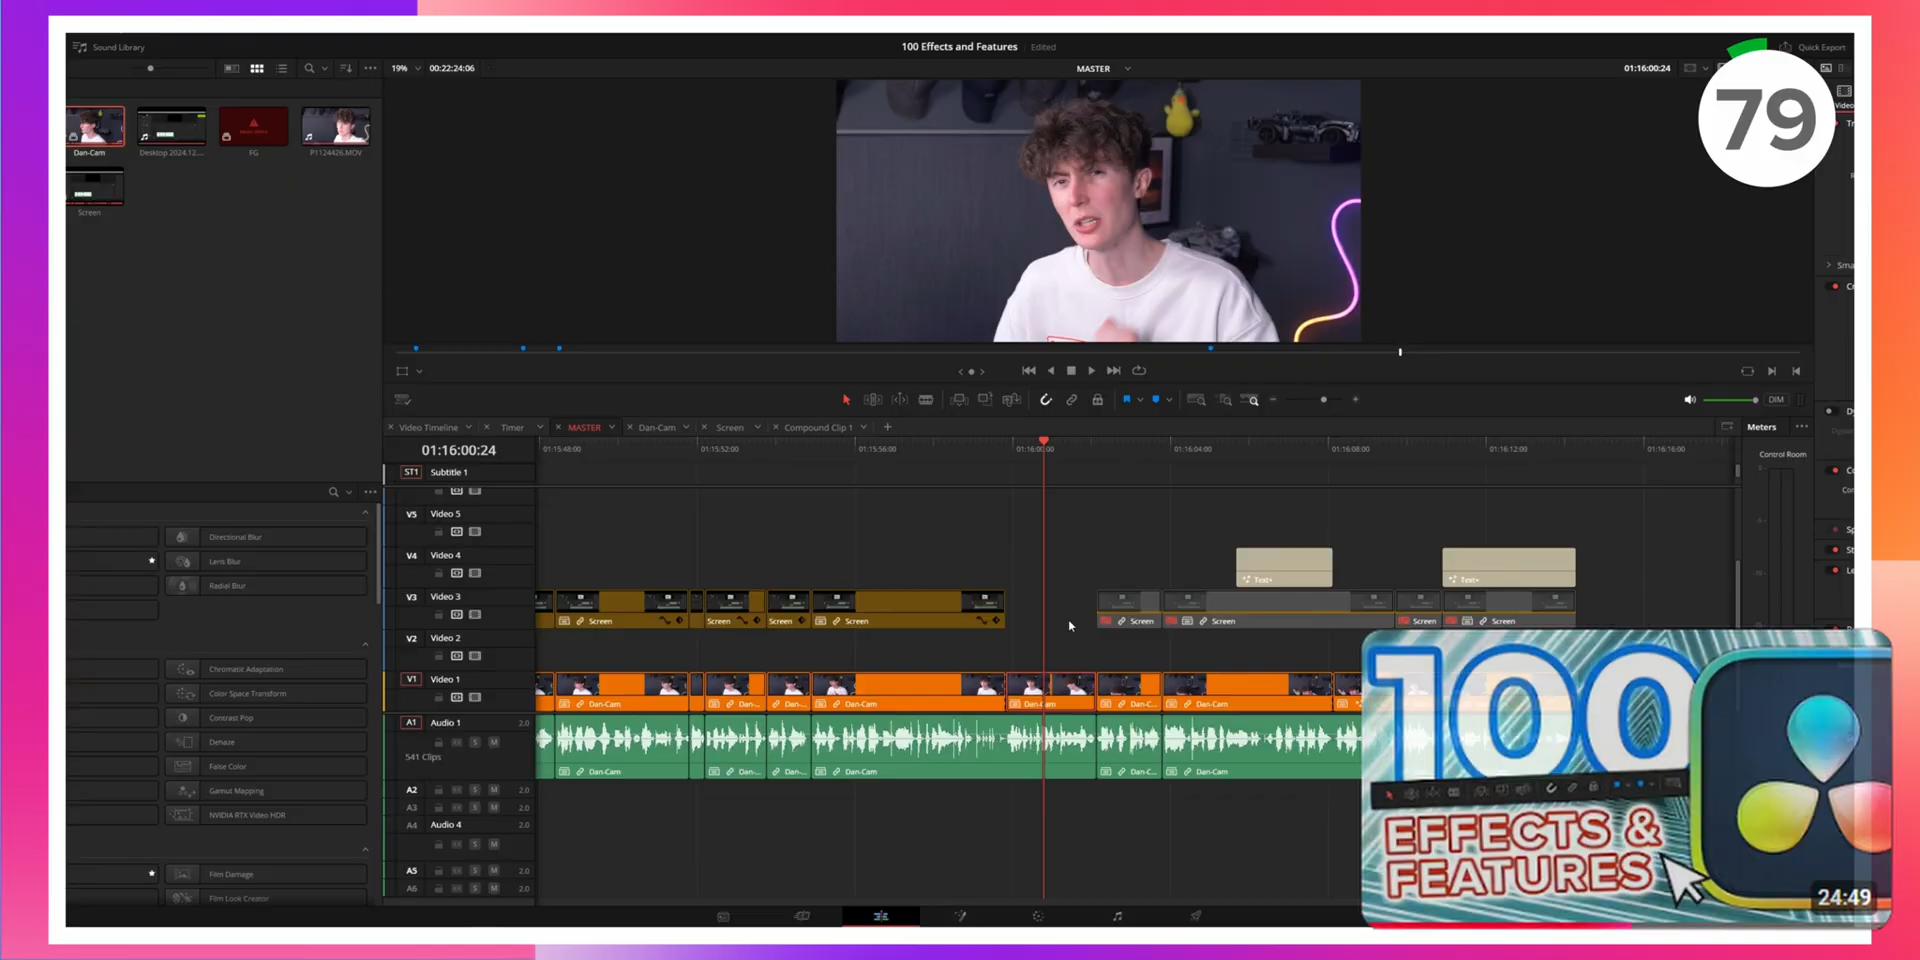 Sound Library
100 Effects and Features Edited
Quick Export
19% 00:22:24:06
MASTER
01:16:00:24
79
Video
Dan-Cam
Desktop 2024.12....
FG
P1124426.MOV
Screen
Sma
DIM
Video Timeline
Timer
MASTER
Dan-Cam
Screen
Compound Clip 1
Meters
01:16:00:24
01:15:48:00
01:15:52:00
01:15:56:00
01:16:00:00
01:16:04:00
01:16:08:00
01:16:12:00
01:16:16:00
Control Room
ST1 Subtitle 1
V5 Video 5
V4 Video 4
Text+
Text+
V3 Video 3
Screen
Screen
Screen
Screen
Screen
Screen
Screen
Screen
V2 Video 2
V1 Video 1
Dan-Cam
Dan-...
Dan-...
Dan-Cam
Dan-Cam
Dan-C...
Dan-Cam
A1 Audio 1 2.0
S M
541 Clips
Dan-Cam
Dan-...
Dan-...
Dan-Cam
Dan-C...
Dan-Cam
A2 S M 2.0
A3 S M 2.0
A4 Audio 4 2.0
S M
A5 S M 2.0
A6 S M 2.0
Directional Blur
Lens Blur
Radial Blur
Chromatic Adaptation
Color Space Transform
Contrast Pop
Dehaze
False Color
Gamut Mapping
NVIDIA RTX Video HDR
Film Damage
Film Look Creator
100
EFFECTS &
FEATURES
24:49